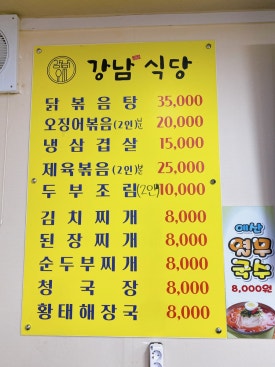 강남 식당
닭볶음탕 35,000
오징어볶음(2인) 20,000
냉삼겹살 15,000
제육볶음(2인) 25,000
두부조림(2인) 10,000
김치찌개 8,000
된장찌개 8,000
순두부찌개 8,000
청국장 8,000
황태해장국 8,000
예산
열무
국수
8,000원